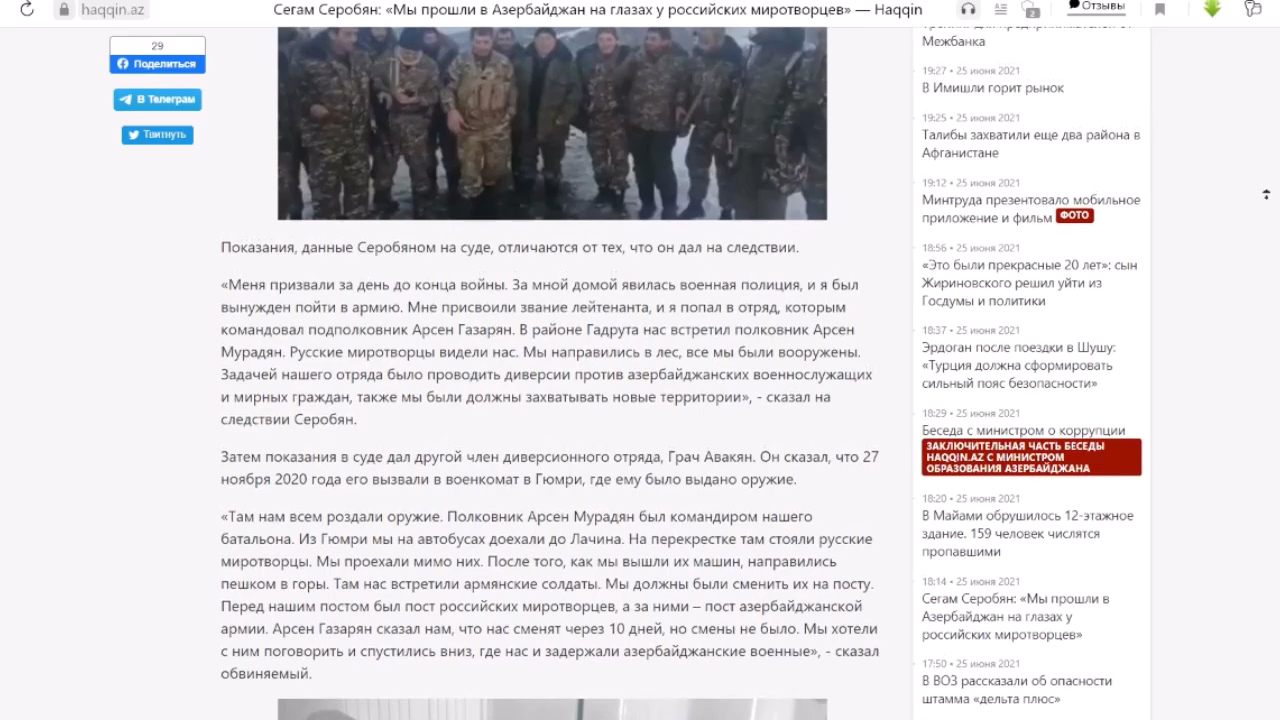 haqqin.az
Сегам Серобян: «Мы прошли в Азербайджан на глазах у российских миротворцев» — Haqqin
Отзывы
2
29
Поделиться
В Телеграм
Твитнуть
Показания, данные Серобяном на суде, отличаются от тех, что он дал на следствии.
«Меня призвали за день до конца войны. За мной домой явилась военная полиция, и я был
вынужден пойти в армию. Мне присвоили звание лейтенанта, и я попал в отряд, которым
командовал подполковник Арсен Газарян. В районе Гадрута нас встретил полковник Арсен
Мурадян. Русские миротворцы видели нас. Мы направились в лес, все мы были вооружены.
Задачей нашего отряда было проводить диверсии против азербайджанских военнослужащих
и мирных граждан, также мы были должны захватывать новые территории», - сказал на
следствии Серобян.
Затем показания в суде дал другой член диверсионного отряда, Грач Авакян. Он сказал, что 27
ноября 2020 года его вызвали в военкомат в Гюмри, где ему было выдано оружие.
«Там нам всем роздали оружие. Полковник Арсен Мурадян был командиром нашего
батальона. Из Гюмри мы на автобусах доехали до Лачина. На перекрестке там стояли русские
миротворцы. Мы проехали мимо них. После того, как мы вышли их машин, направились
пешком в горы. Там нас встретили армянские солдаты. Мы должны были сменить их на посту.
Перед нашим постом был пост российских миротворцев, а за ними – пост азербайджанской
армии. Арсен Газарян сказал нам, что нас сменят через 10 дней, но смены не было. Мы хотели
с ним поговорить и спустились вниз, где нас и задержали азербайджанские военные», - сказал
обвиняемый.
Межбанка
19:27 • 25 июня 2021
В Имишли горит рынок
19:25 • 25 июня 2021
Талибы захватили еще два района в
Афганистане
19:12 • 25 июня 2021
Минтруда презентовало мобильное
приложение и фильм ФОТО
18:56 • 25 июня 2021
«Это были прекрасные 20 лет»: сын
Жириновского решил уйти из
Госдумы и политики
18:37 • 25 июня 2021
Эрдоган после поездки в Шушу:
«Турция должна сформировать
сильный пояс безопасности»
18:29 • 25 июня 2021
Беседа с министром о коррупции
ЗАКЛЮЧИТЕЛЬНАЯ ЧАСТЬ БЕСЕДЫ
HAQQIN.AZ С МИНИСТРОМ
ОБРАЗОВАНИЯ АЗЕРБАЙДЖАНА
18:20 • 25 июня 2021
В Майами обрушилось 12-этажное
здание. 159 человек числятся
пропавшими
18:14 • 25 июня 2021
Сегам Серобян: «Мы прошли в
Азербайджан на глазах у
российских миротворцев»
17:50 • 25 июня 2021
В ВОЗ рассказали об опасности
штамма «дельта плюс»